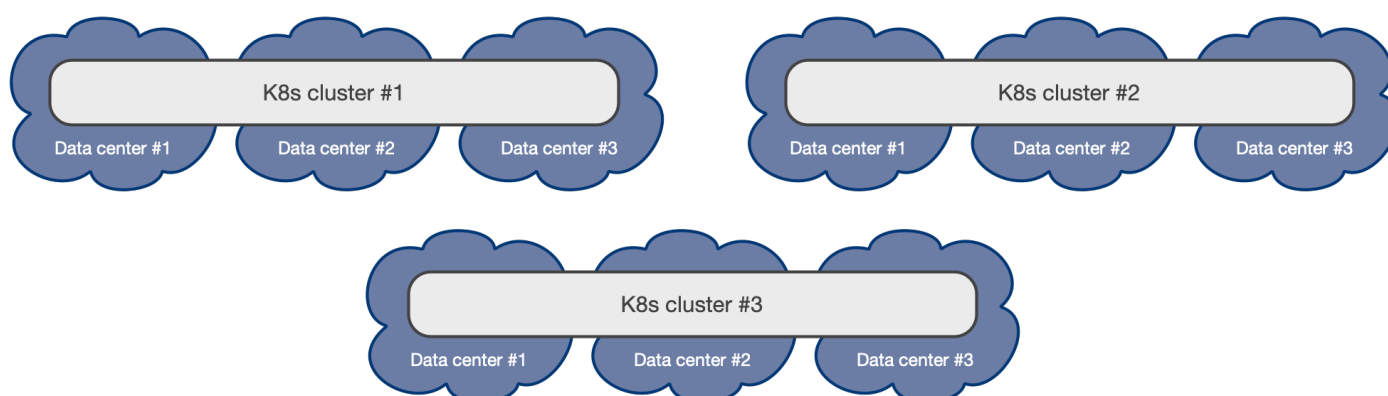 K8s cluster #1
Data center #1
Data center #2
Data center #3
K8s cluster #2
Data center #1
Data center #2
Data center #3
K8s cluster #3
Data center #1
Data center #2
Data center #3